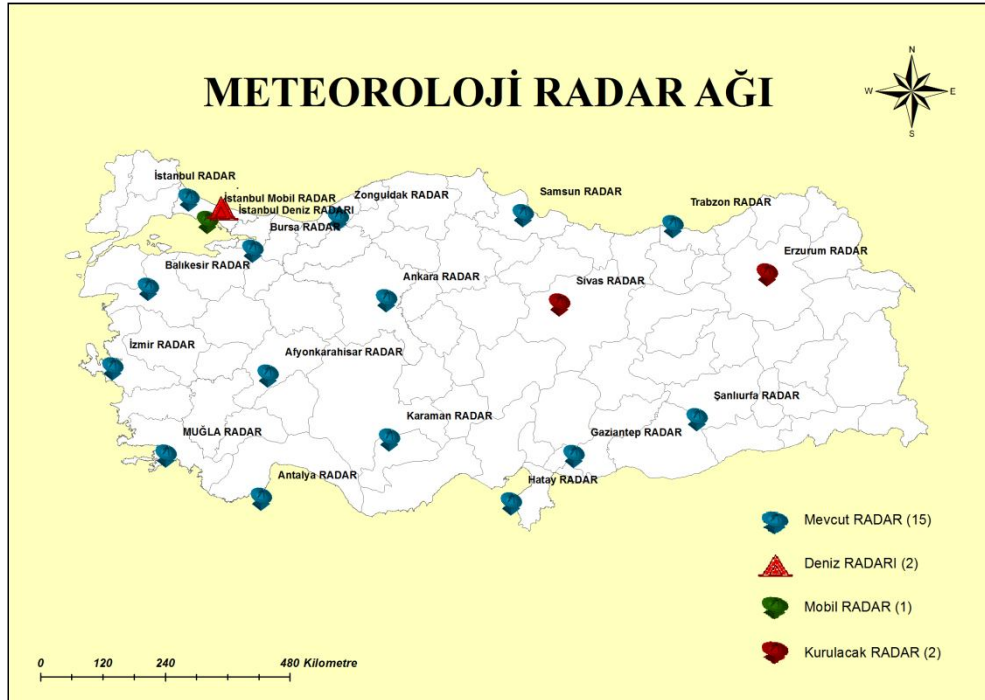 METEOROLOJİ RADAR AĞI
N
W
E
S
İstanbul RADAR
İstanbul Mobil RADAR
İstanbul Deniz RADARI
Zonguldak RADAR
Samsun RADAR
Trabzon RADAR
Bursa RADAR
Erzurum RADAR
Balıkesir RADAR
Ankara RADAR
Sivas RADAR
İzmir RADAR
Afyonkarahisar RADAR
Şanlıurfa RADAR
MUĞLA RADAR
Karaman RADAR
Gaziantep RADAR
Antalya RADAR
Hatay RADAR
Mevcut RADAR (15)
Deniz RADARI (2)
Mobil RADAR (1)
Kurulacak RADAR (2)
0 120 240 480 Kilometre